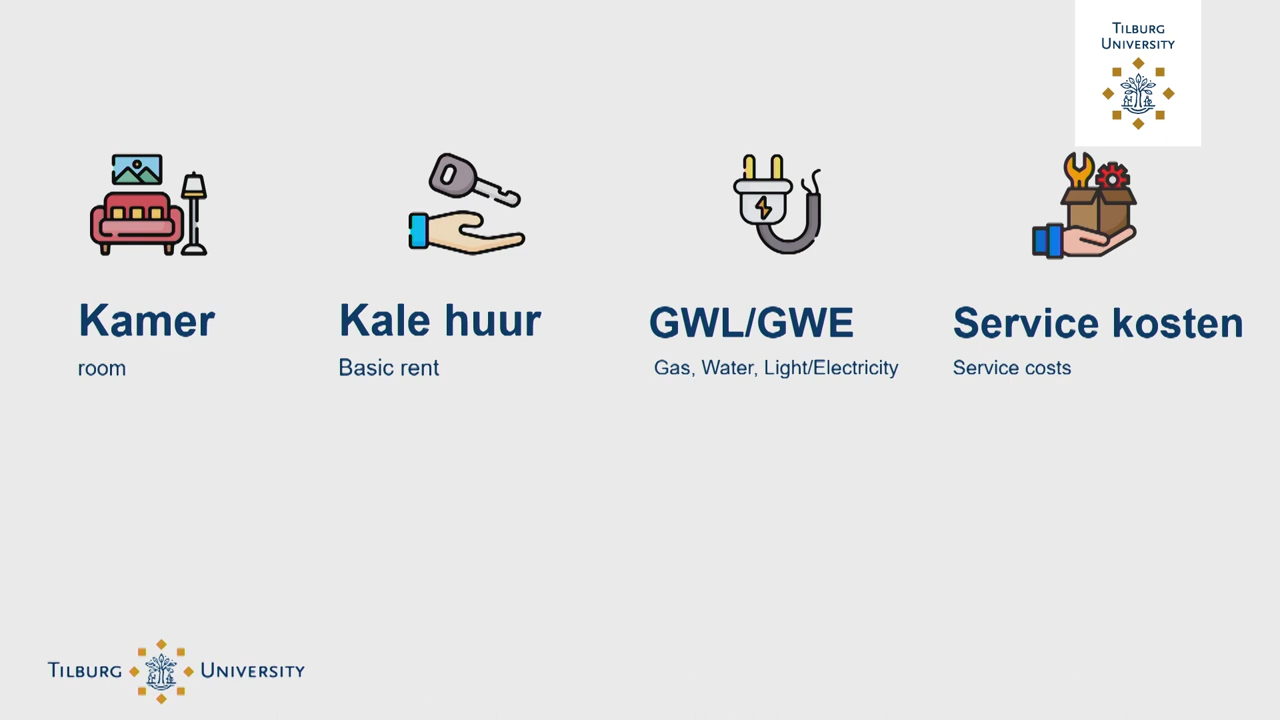 TILBURG
UNIVERSITY
Kamer
room
Kale huur
Basic rent
GWL/GWE
Gas, Water, Light/Electricity
Service kosten
Service costs
TILBURG UNIVERSITY